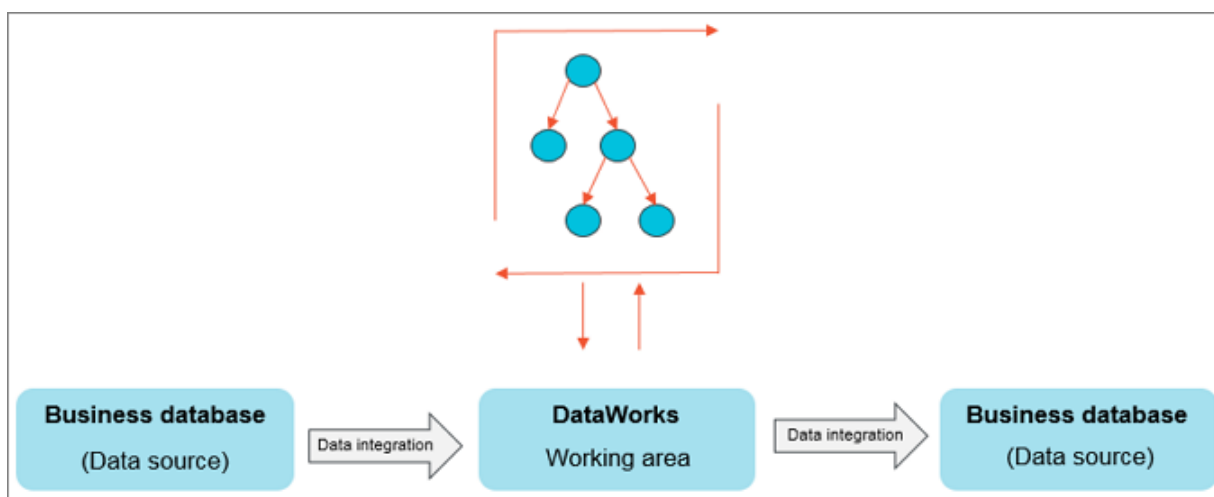 Business database
(Data source)
Data integration
DataWorks
Working area
Data integration
Business database
(Data source)